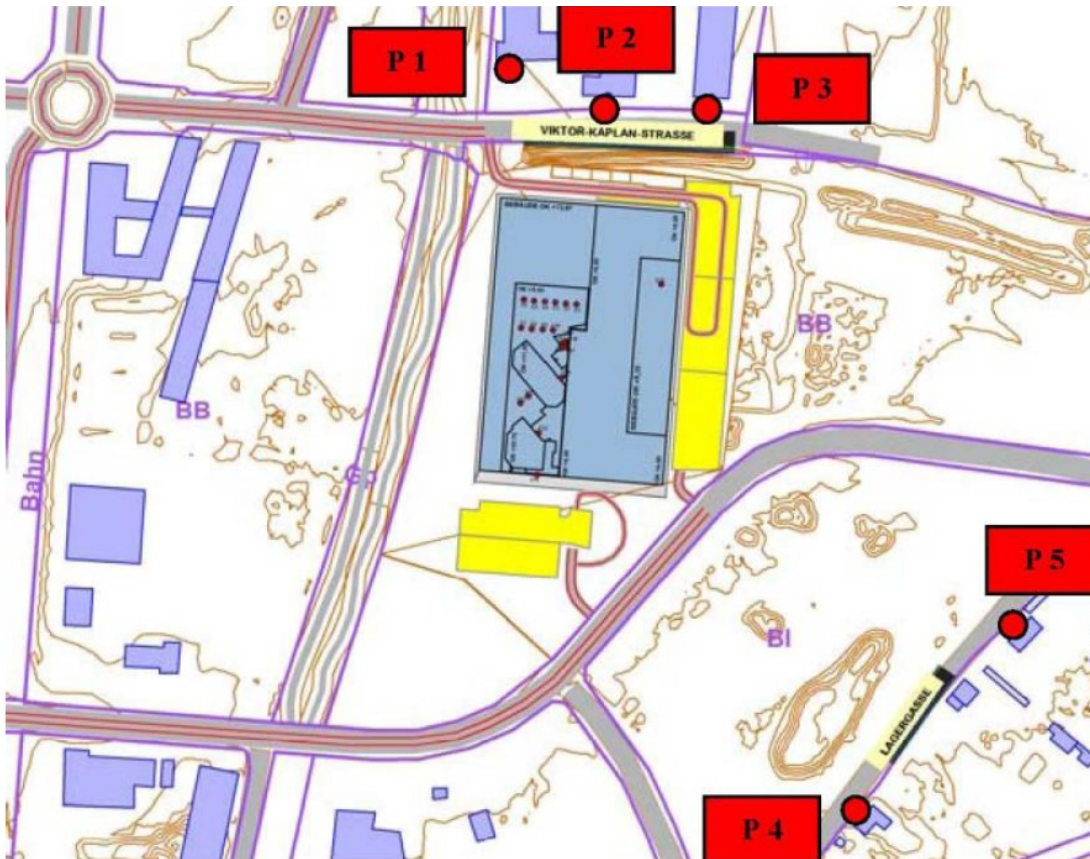 P 1
P 2
P 3
VIKTOR-KAPLAN-STRASSE
BB
BB
Bahn
P 5
BI
LAGERGASSE
P 4